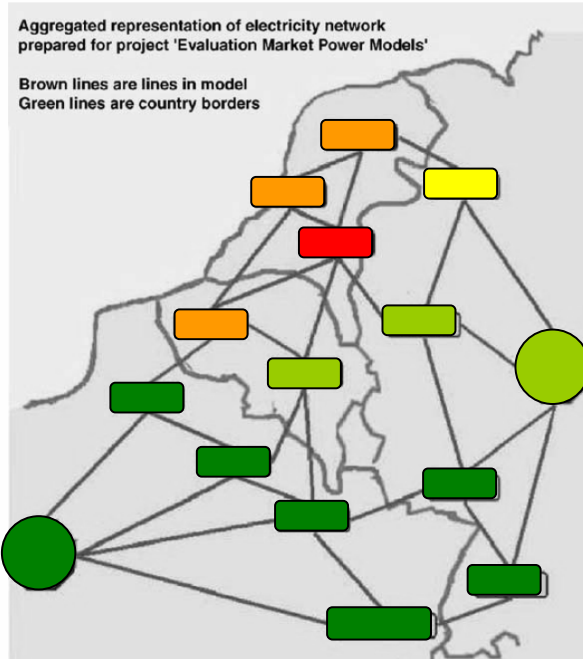 Aggregated representation of electricity network
prepared for project 'Evaluation Market Power Models'
Brown lines are lines in model
Green lines are country borders